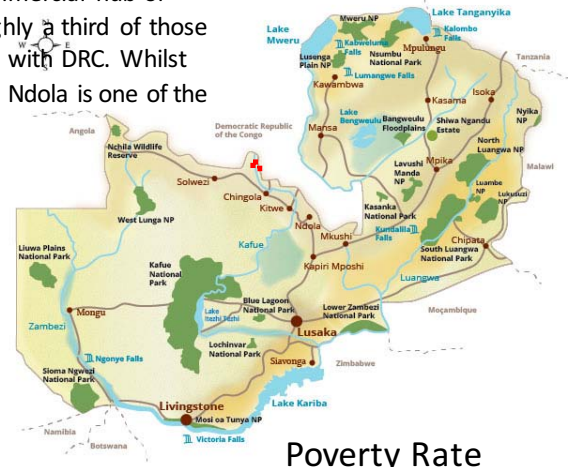 mmercial hub of
ghly a third of those
with DRC. Whilst
Ndola is one of the
N
W
E
S
Lake Tanganyika
Mweru NP
Lake
Mweru
Kabweluma
Falls
Kalombo
Falls
Mpulungu
Nsumbu
National Park
Lusenga
Plain NP
Lumangwe Falls
Kawambwa
Tanzania
Kasama
Isoka
Lake
Bengweulu
Bangweulu
Floodplains
Shiwa Ngandu
Estate
Nyika
NP
Mansa
North
Luangwa NP
Angola
Democratic Republic
of the Congo
Nchila Wildlife
Reserve
Lavushi
Manda
NP
Mpika
Malawi
Solwezi
Chingola
Kitwe
Luambe
NP
Lukusuzi
NP
Kasanka
National Park
West Lunga NP
Ndola
Mkushi
Kundalila
Falls
Chipata
Kafue
South Luangwa
National Park
Liuwa Plains
National Park
Kafue
National
Park
Kapiri Mposhi
Luangwa
Blue Lagoon
National Park
Lower Zambezi
National Park
Moçambique
Mongu
Lake
Itezhi Tezhi
Lusaka
Zambezi
Lochinvar
National Park
Siavonga
Zimbabwe
Ngonye Falls
Sioma Ngwezi
National Park
Livingstone
Lake Kariba
Mosi oa Tunya NP
Namibia
Botswana
Victoria Falls
Poverty Rate